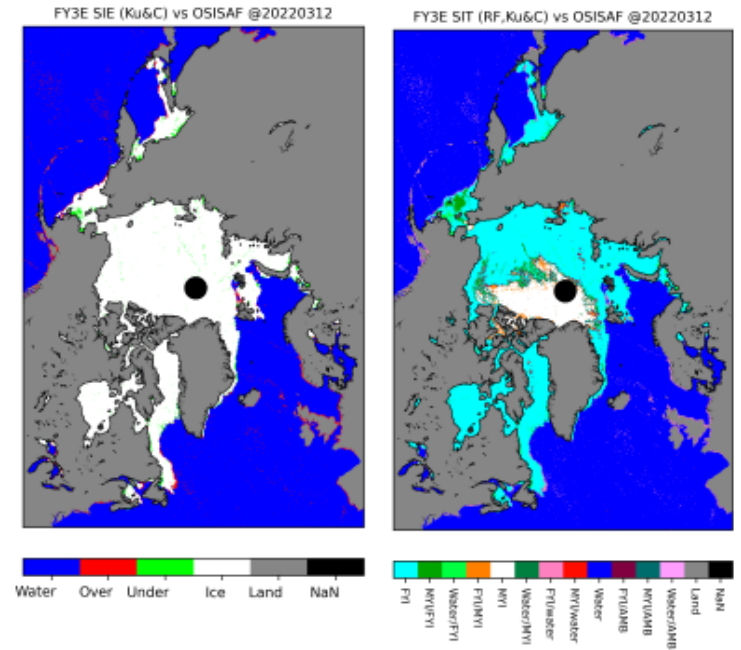 FY3E SIE (Ku&C) vs OSISAF @20220312
FY3E SIT (RF,Ku&C) vs OSISAF @20220312
Water Over Under Ice Land NaN
FYI
MYI/FYI
Water/FYI
FYI/MYI
MYI
Water/MYI
FYI/water
MYI/water
Water
FYI/AMB
MYI/AMB
Water/AMB
Land
NaN